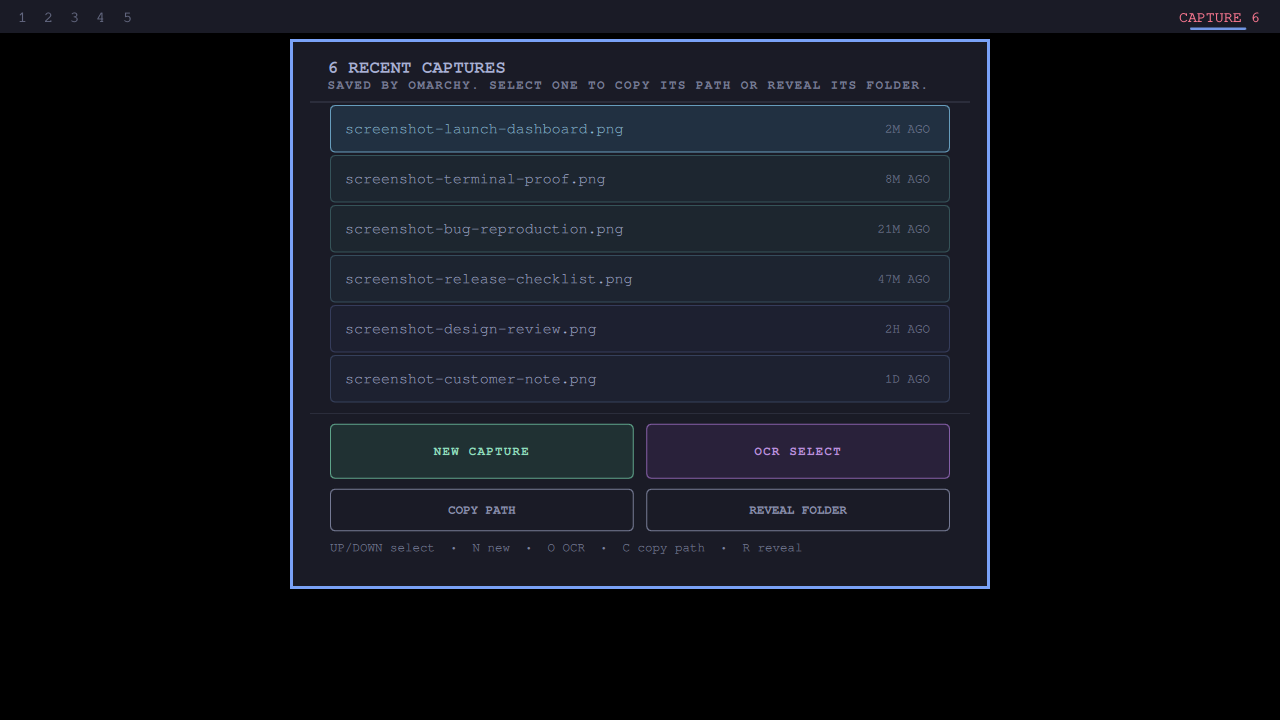 1 2 3 4 5
CAPTURE 6
6 RECENT CAPTURES
SAVED BY OMARCHY. SELECT ONE TO COPY ITS PATH OR REVEAL ITS FOLDER.
screenshot-launch-dashboard.png 2M AGO
screenshot-terminal-proof.png 8M AGO
screenshot-bug-reproduction.png 21M AGO
screenshot-release-checklist.png 47M AGO
screenshot-design-review.png 2H AGO
screenshot-customer-note.png 1D AGO
NEW CAPTURE OCR SELECT
COPY PATH REVEAL FOLDER
UP/DOWN select • N new • O OCR • C copy path • R reveal